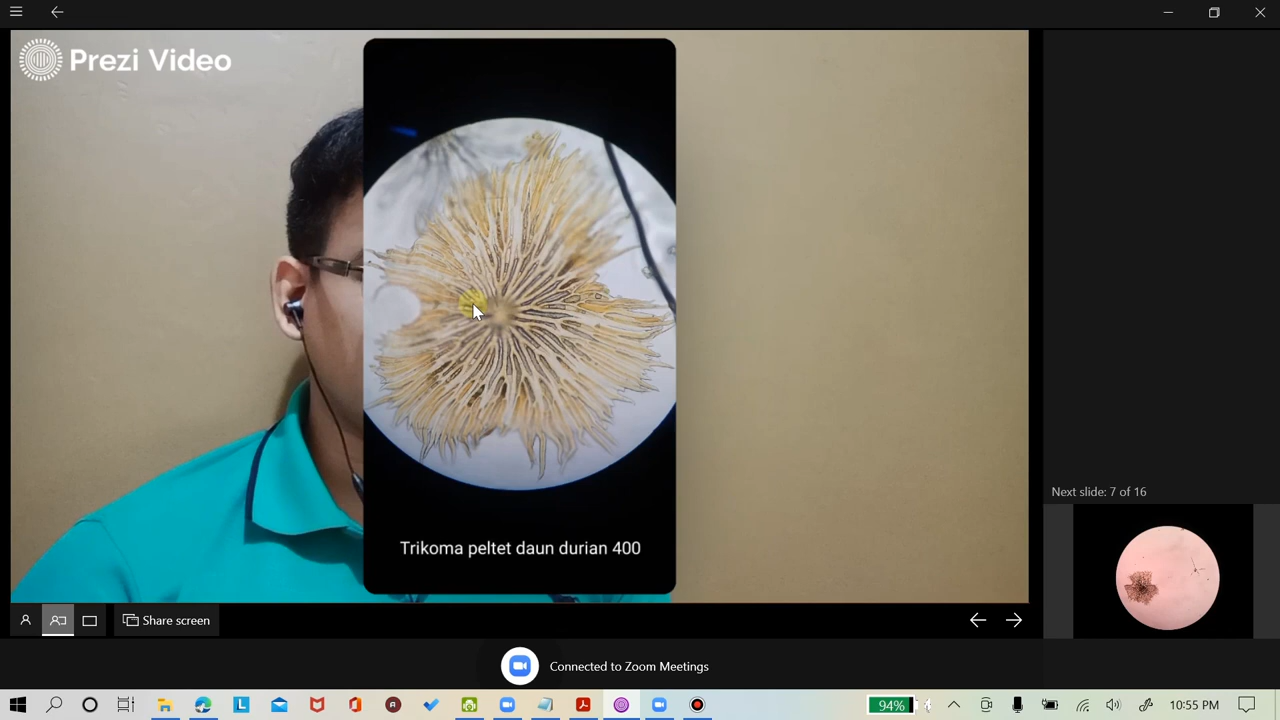 Prezi Video
Trikoma peltet daun durian 400
Next slide: 7 of 16
Share screen
Connected to Zoom Meetings
94%
10:55 PM